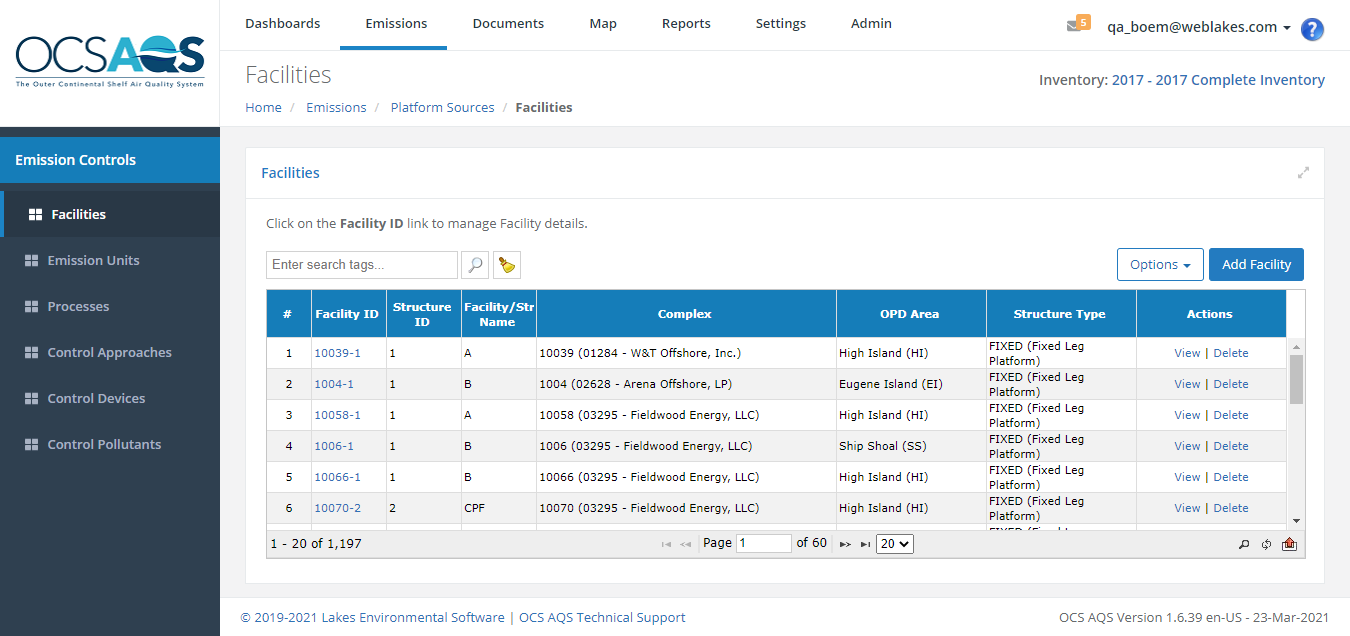 OCSAQS
The Outer Continental Shelf Air Quality System
Dashboards Emissions Documents Map Reports Settings Admin
5 qa_boem@weblakes.com ?
Facilities
Inventory: 2017 - 2017 Complete Inventory
Home / Emissions / Platform Sources / Facilities
Emission Controls
Facilities
Emission Units
Processes
Control Approaches
Control Devices
Control Pollutants
Facilities
Click on the Facility ID link to manage Facility details.
Enter search tags... Options Add Facility
# Facility ID Structure ID Facility/Str Name Complex OPD Area Structure Type Actions
1 10039-1 1 A 10039 (01284 - W&T Offshore, Inc.) High Island (HI) FIXED (Fixed Leg Platform) View | Delete
2 1004-1 1 B 1004 (02628 - Arena Offshore, LP) Eugene Island (EI) FIXED (Fixed Leg Platform) View | Delete
3 10058-1 1 A 10058 (03295 - Fieldwood Energy, LLC) High Island (HI) FIXED (Fixed Leg Platform) View | Delete
4 1006-1 1 B 1006 (03295 - Fieldwood Energy, LLC) Ship Shoal (SS) FIXED (Fixed Leg Platform) View | Delete
5 10066-1 1 B 10066 (03295 - Fieldwood Energy, LLC) High Island (HI) FIXED (Fixed Leg Platform) View | Delete
6 10070-2 2 CPF 10070 (03295 - Fieldwood Energy, LLC) High Island (HI) FIXED (Fixed Leg Platform) View | Delete
1 - 20 of 1,197 Page 1 of 60 20
© 2019-2021 Lakes Environmental Software | OCS AQS Technical Support
OCS AQS Version 1.6.39 en-US - 23-Mar-2021